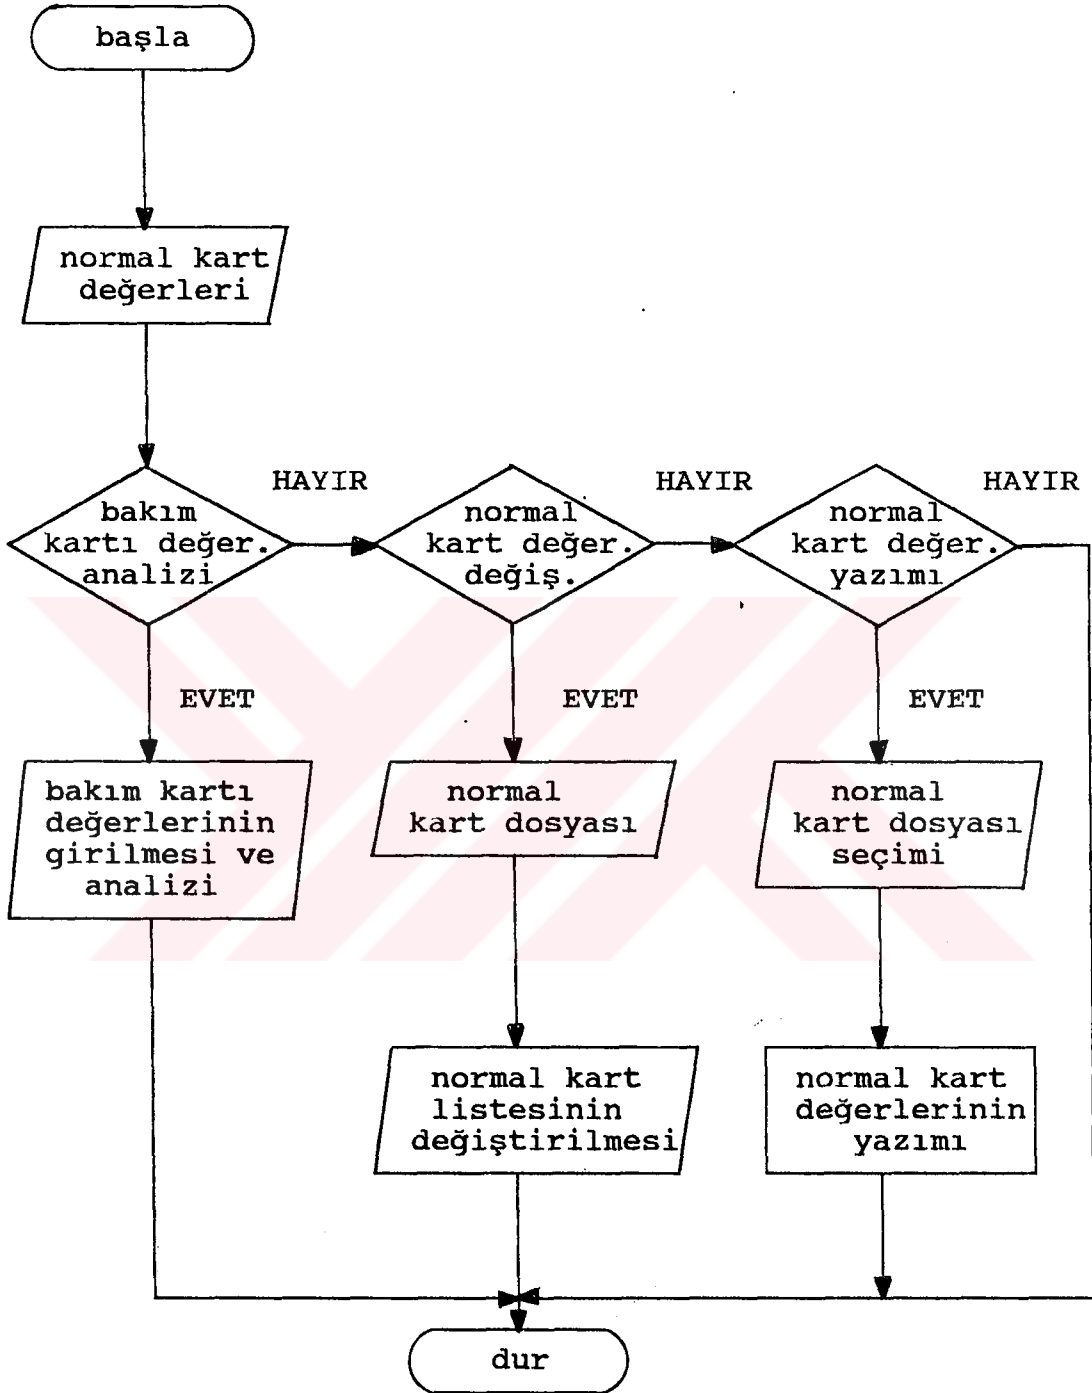 başla
normal kart
değerleri
HAYIR
HAYIR
HAYIR
bakım
kartı değer.
analizi
normal
kart değer.
değiş.
normal
kart değer.
yazımı
EVET
EVET
EVET
bakım kartı
değerlerinin
girilmesi ve
analizi
normal
kart dosyası
normal
kart dosyası
seçimi
normal kart
listesinin
değiştirilmesi
normal kart
değerlerinin
yazımı
dur